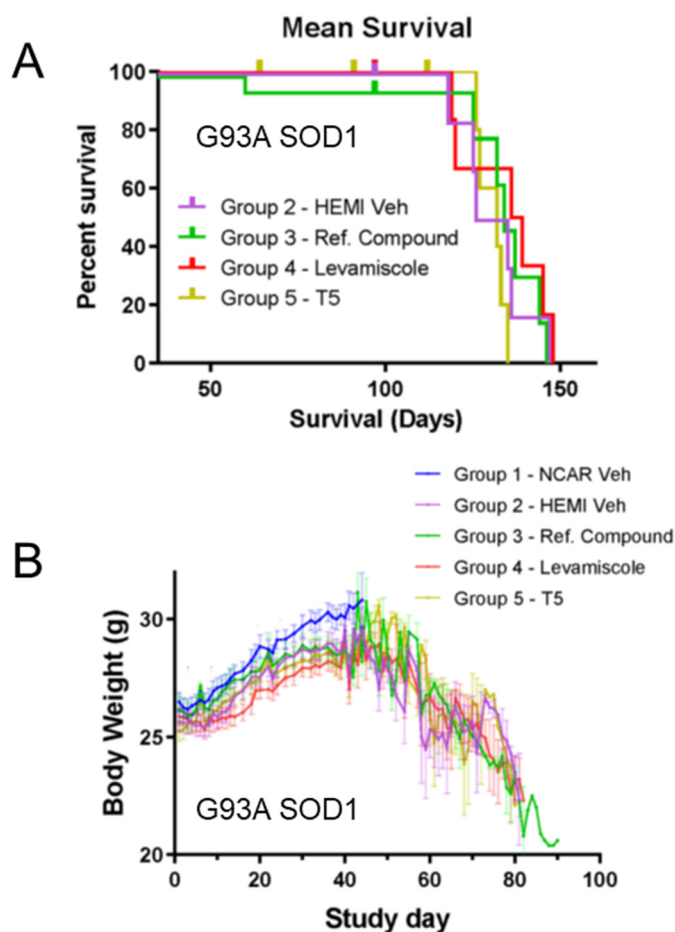 Mean Survival
A
100
80
60
40
20
0
Percent survival
G93A SOD1
Group 2 - HEMI Veh
Group 3 - Ref. Compound
Group 4 - Levamiscole
Group 5 - T5
50 100 150
Survival (Days)
Group 1 - NCAR Veh
Group 2 - HEMI Veh
Group 3 - Ref. Compound
Group 4 - Levamiscole
Group 5 - T5
B
30
25
20
Body Weight (g)
G93A SOD1
0 20 40 60 80 100
Study day